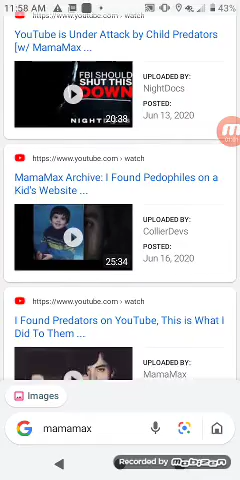 11:58 AM
43%
https://www.youtube.com › watch
YouTube is Under Attack by Child Predators
[w/ MamaMax ...
FBI SHOULD
SHUT THIS
DOWN
NIGHTD
20:38
UPLOADED BY:
NightDocs
POSTED:
Jun 13, 2020
https://www.youtube.com › watch
MamaMax Archive: I Found Pedophiles on a
Kid's Website ...
25:34
UPLOADED BY:
CollierDevs
POSTED:
Jun 16, 2020
https://www.youtube.com › watch
I Found Predators on YouTube, This is What I
Did To Them ...
UPLOADED BY:
MamaMax
Images
mamamax
Recorded by mobizen